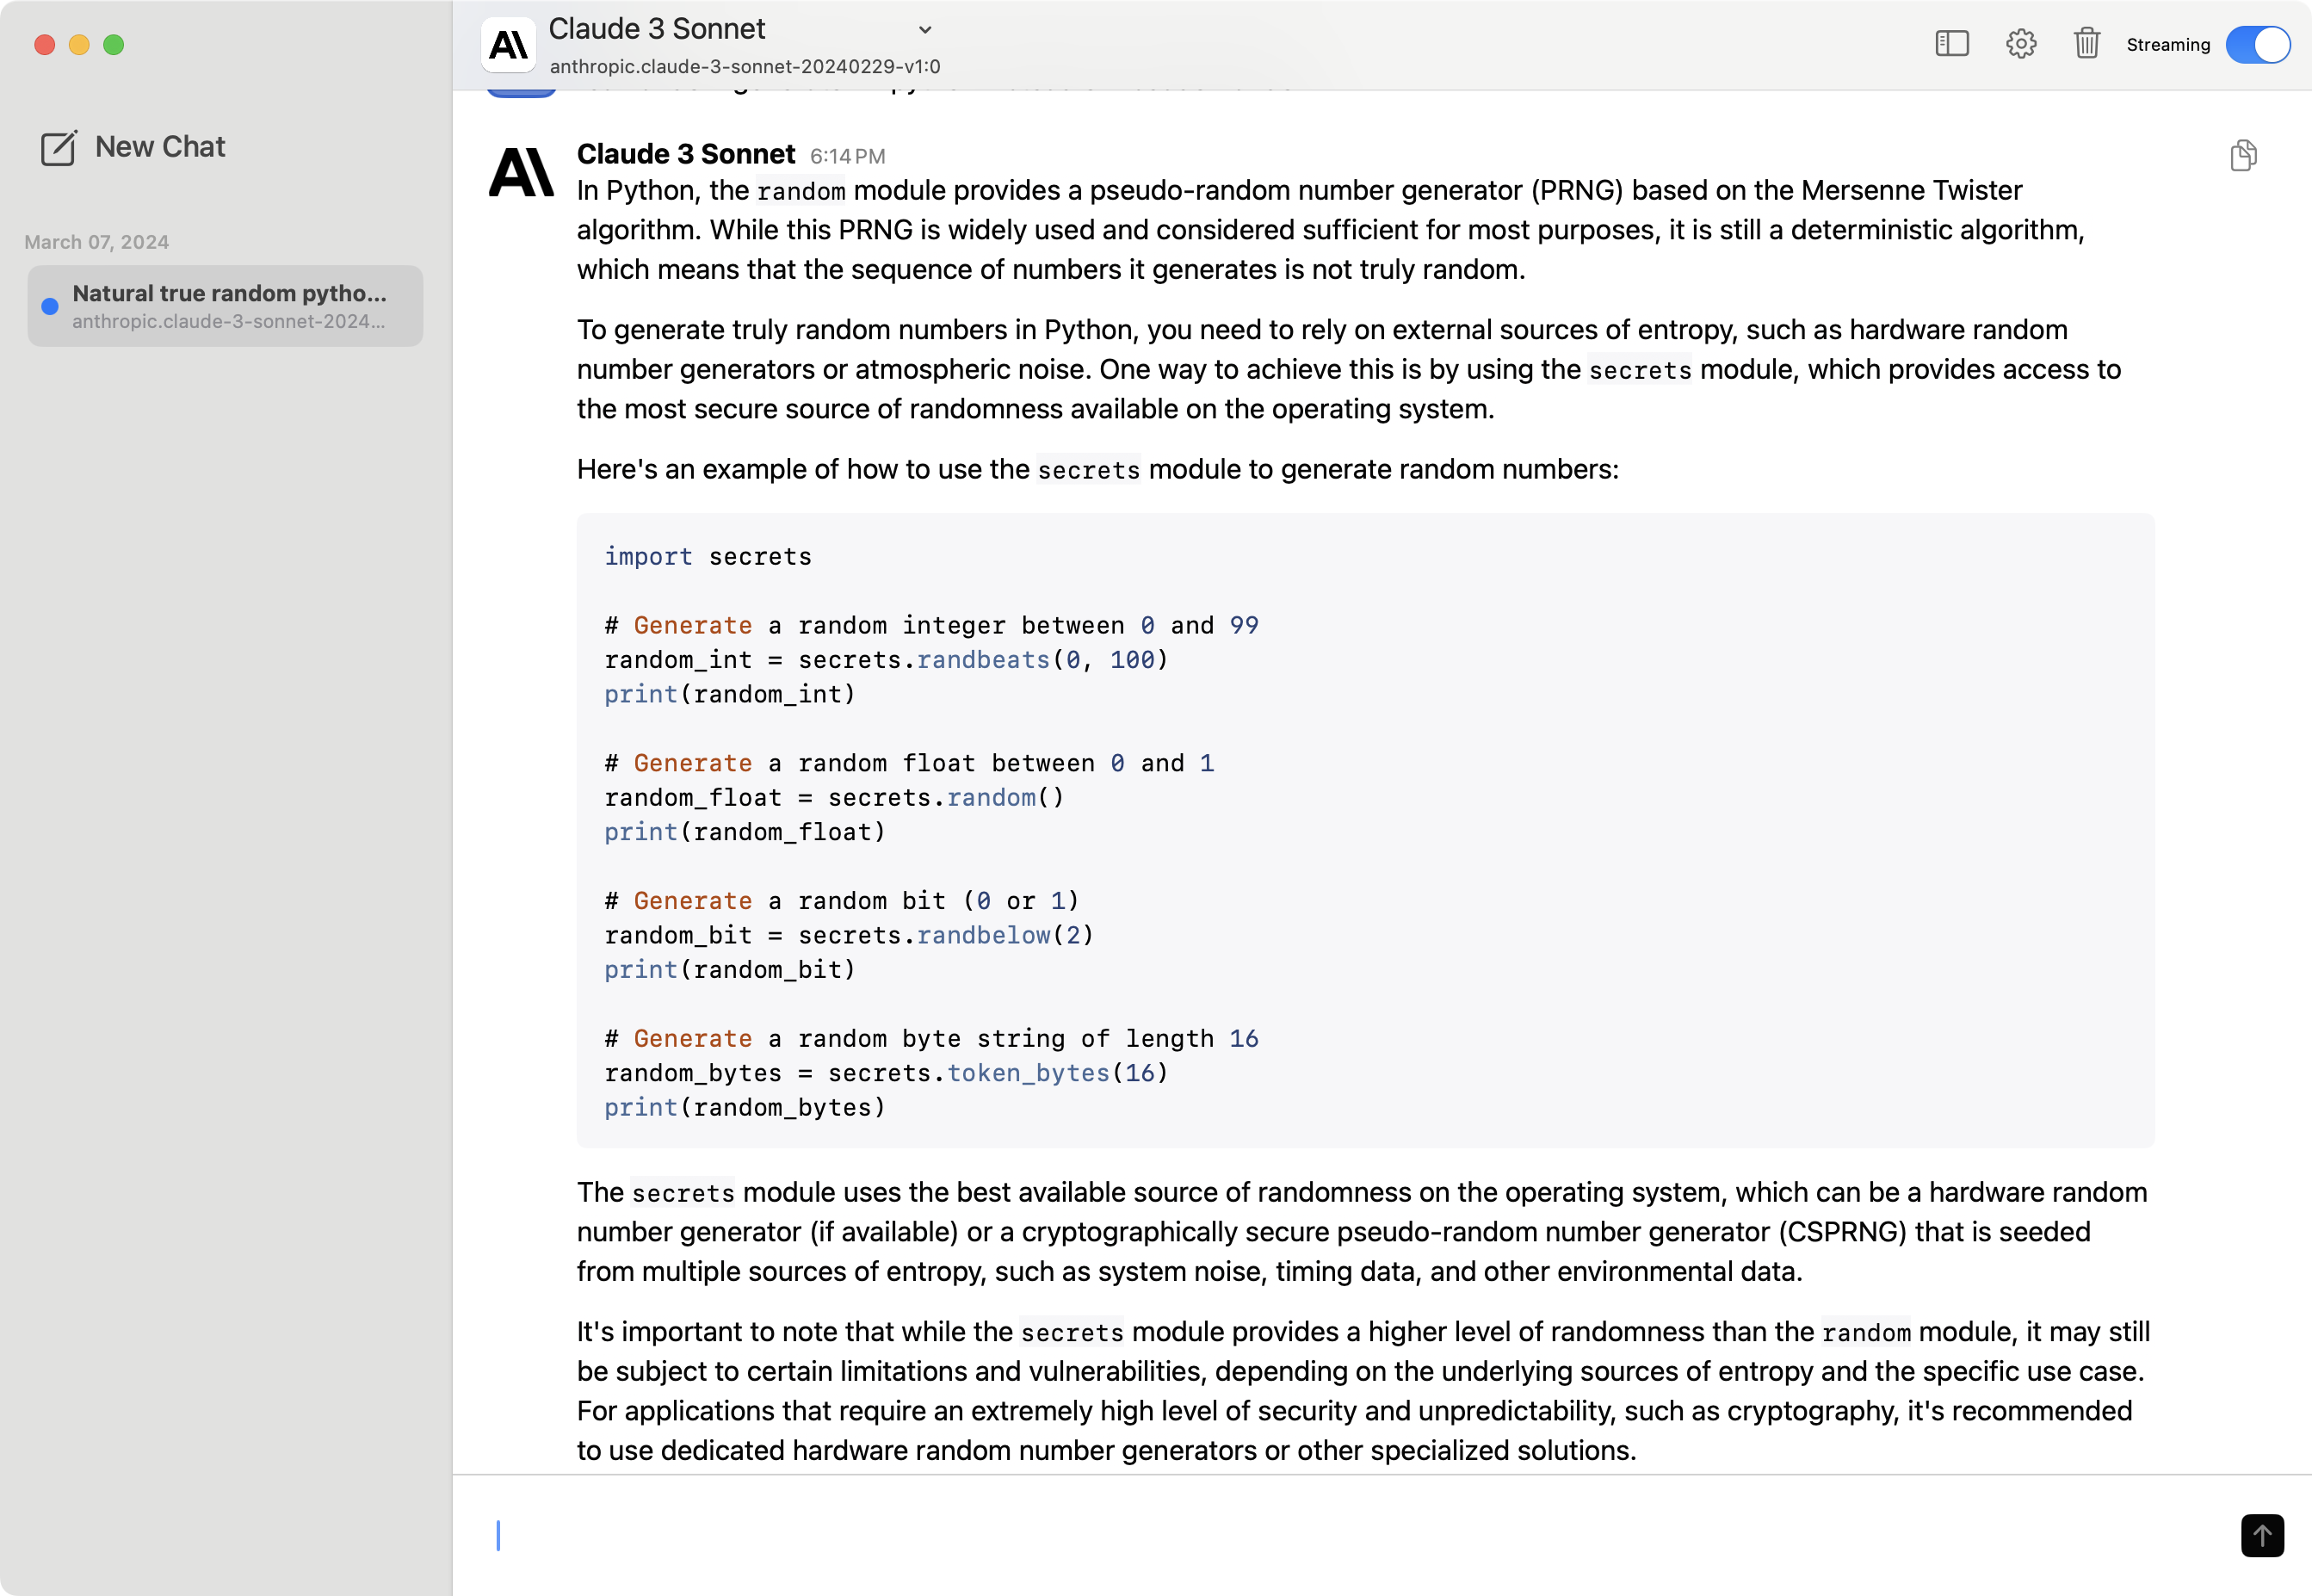 Claude 3 Sonnet
anthropic.claude-3-sonnet-20240229-v1:0
Streaming
New Chat
March 07, 2024
Natural true random pytho...
anthropic.claude-3-sonnet-2024...
Claude 3 Sonnet 6:14 PM
In Python, the random module provides a pseudo-random number generator (PRNG) based on the Mersenne Twister
algorithm. While this PRNG is widely used and considered sufficient for most purposes, it is still a deterministic algorithm,
which means that the sequence of numbers it generates is not truly random.
To generate truly random numbers in Python, you need to rely on external sources of entropy, such as hardware random
number generators or atmospheric noise. One way to achieve this is by using the secrets module, which provides access to
the most secure source of randomness available on the operating system.
Here's an example of how to use the secrets module to generate random numbers:
import secrets
# Generate a random integer between 0 and 99
random_int = secrets.randbeats(0, 100)
print(random_int)
# Generate a random float between 0 and 1
random_float = secrets.random()
print(random_float)
# Generate a random bit (0 or 1)
random_bit = secrets.randbelow(2)
print(random_bit)
# Generate a random byte string of length 16
random_bytes = secrets.token_bytes(16)
print(random_bytes)
The secrets module uses the best available source of randomness on the operating system, which can be a hardware random
number generator (if available) or a cryptographically secure pseudo-random number generator (CSPRNG) that is seeded
from multiple sources of entropy, such as system noise, timing data, and other environmental data.
It's important to note that while the secrets module provides a higher level of randomness than the random module, it may still
be subject to certain limitations and vulnerabilities, depending on the underlying sources of entropy and the specific use case.
For applications that require an extremely high level of security and unpredictability, such as cryptography, it's recommended
to use dedicated hardware random number generators or other specialized solutions.